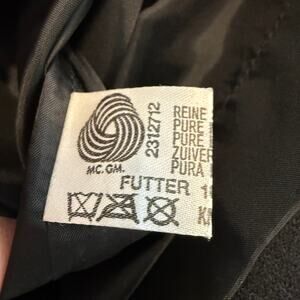 2312712
MC. GM.
REINE
PURE
PURE
ZUIVER
PURA
FUTTER